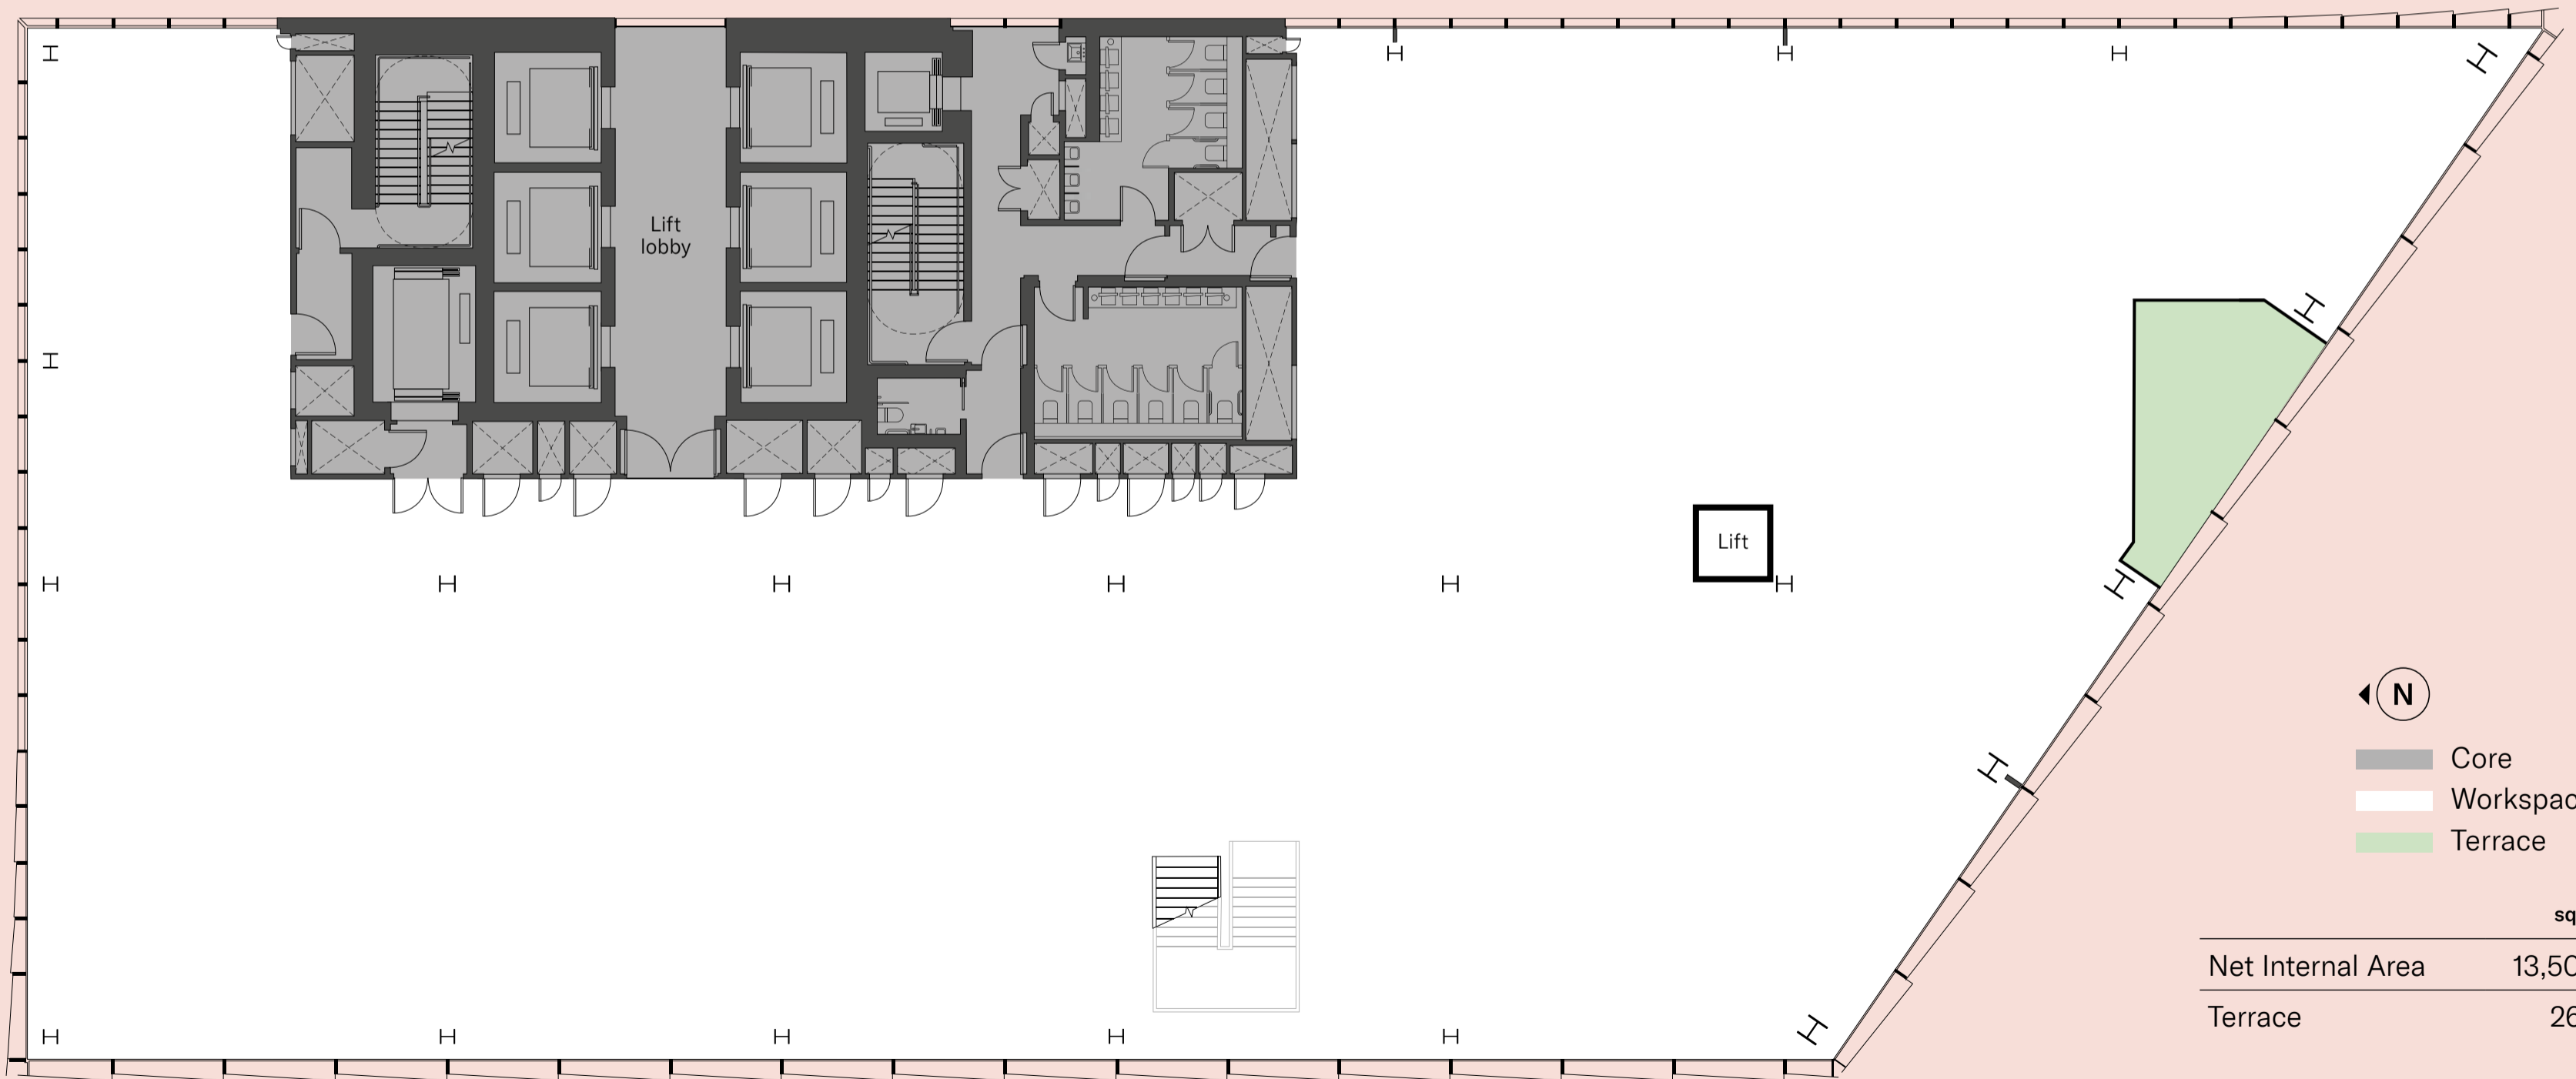 Lift
lobby
Lift
N
Core
Workspac
Terrace
sq
Net Internal Area 13,50
Terrace 26